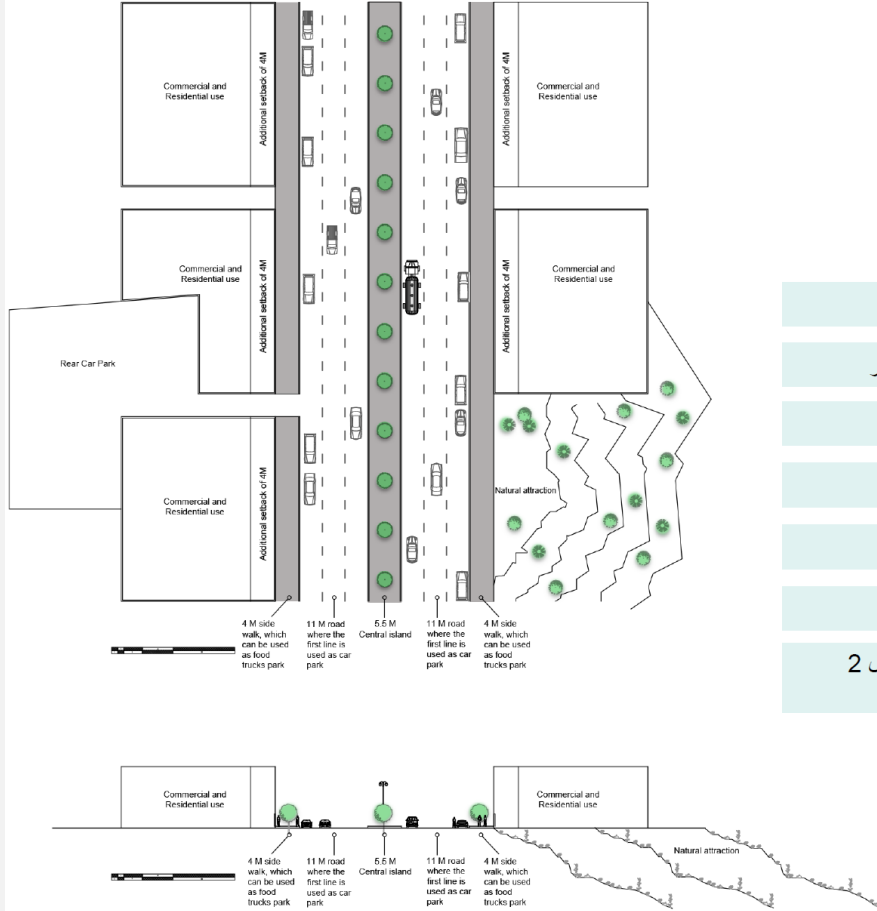 Commercial and
Residential use
Additional setback of 4M
Additional setback of 4M
Commercial and
Residential use
Commercial and
Residential use
Additional setback of 4M
Additional setback of 4M
Commercial and
Residential use
Rear Car Park
Commercial and
Residential use
Additional setback of 4M
Natural attraction
4 M side
walk, which
can be used
as food
trucks park
11 M road
where the
first line is
used as car
park
5.5 M
Central island
11 M road
where the
first line is
used as car
park
4 M side
walk, which
can be used
as food
trucks park
2
Commercial and
Residential use
Commercial and
Residential use
Natural attraction
4 M side
walk, which
can be used
as food
trucks park
11 M road
where the
first line is
used as car
park
5.5 M
Central island
11 M road
where the
first line is
used as car
park
4 M side
walk, which
can be used
as food
trucks park